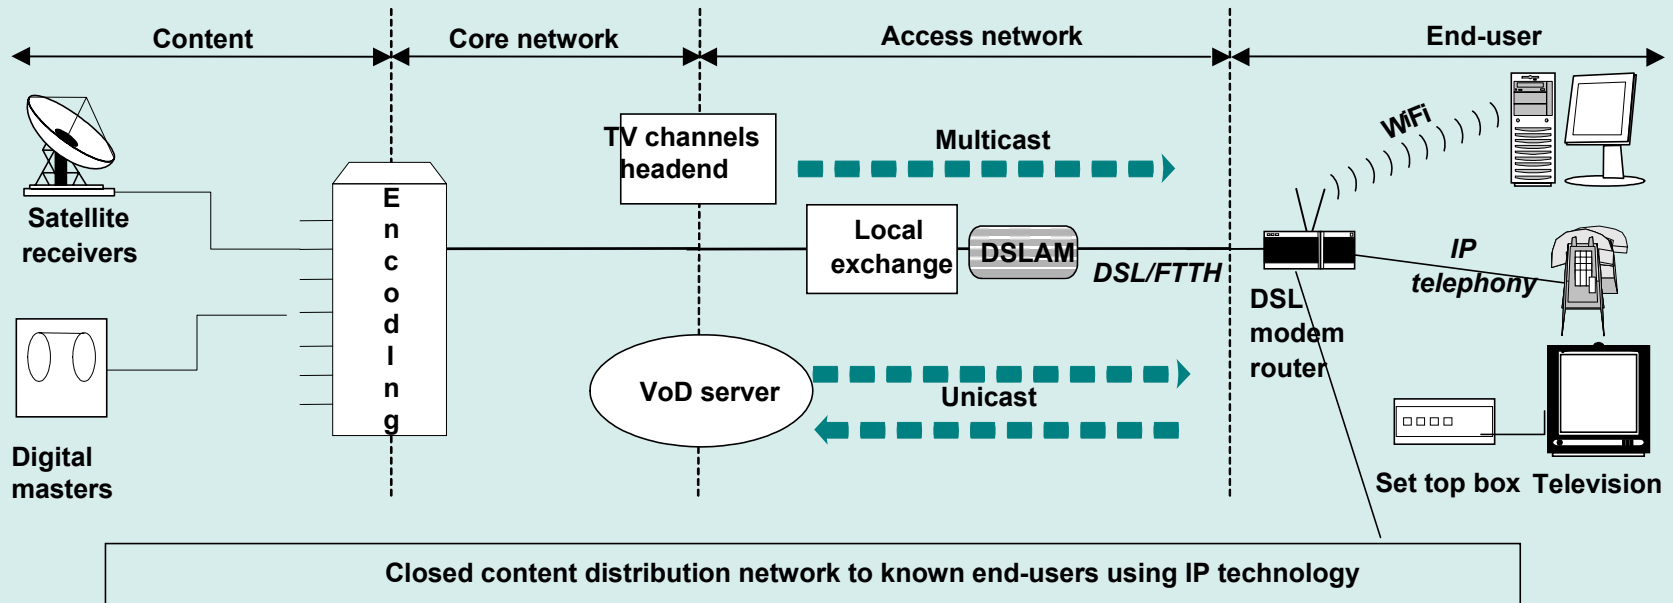 Content
Core network
Access network
End-user
TV channels
headend
Multicast
WiFi
Satellite
receivers
EncodIng
Local
exchange
DSLAM
DSL/FTTH
IP
telephony
DSL
modem
router
VoD server
Unicast
Digital
masters
Set top box
Television
Closed content distribution network to known end-users using IP technology